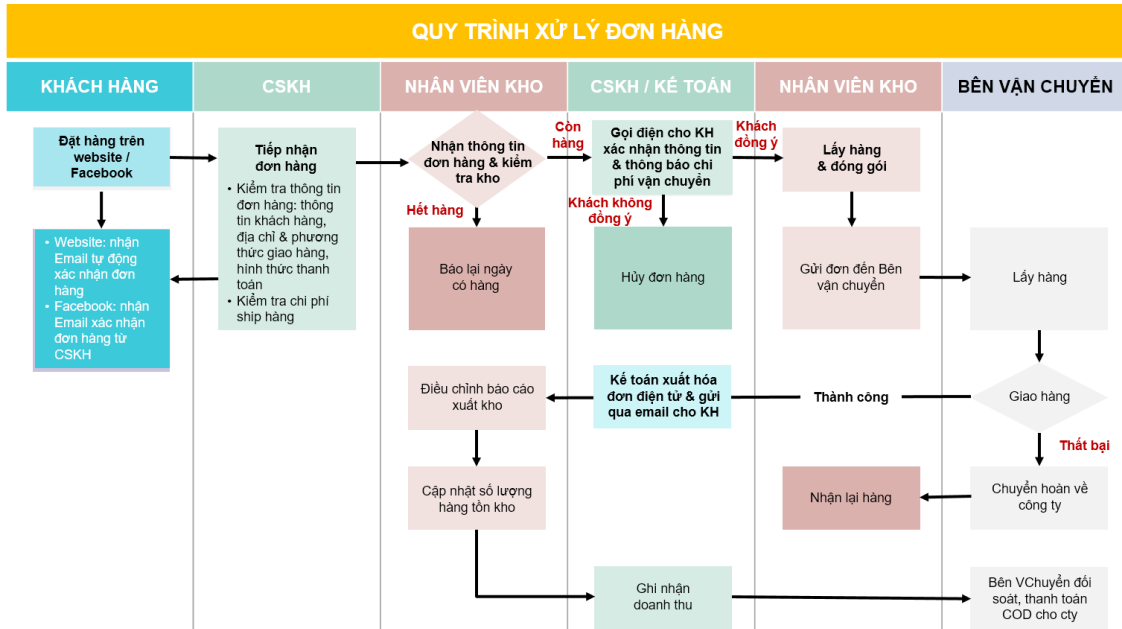 QUY TRÌNH XỬ LÝ ĐƠN HÀNG
KHÁCH HÀNG
CSKH
NHÂN VIÊN KHO
CSKH / KẾ TOÁN
NHÂN VIÊN KHO
BÊN VẬN CHUYỂN
Đặt hàng trên
website /
Facebook
Tiếp nhận
đơn hàng
• Kiểm tra thông tin
đơn hàng: thông
tin khách hàng,
địa chỉ & phương
thức giao hàng,
hình thức thanh
toán
• Kiểm tra chi phí
ship hàng
Nhận thông tin
đơn hàng & kiểm
tra kho
Còn
hàng
Gọi điện cho KH
xác nhận thông tin
& thông báo chi
phí vận chuyển
Khách
đồng ý
Lấy hàng
& đóng gói
Hết hàng
Khách không
đồng ý
• Website: nhận
Email tự động
xác nhận đơn
hàng
• Facebook: nhận
Email xác nhận
đơn hàng từ
CSKH
Báo lại ngày
có hàng
Hủy đơn hàng
Gửi đơn đến Bên
vận chuyển
Lấy hàng
Điều chỉnh báo cáo
xuất kho
Kế toán xuất hóa
đơn điện tử & gửi
qua email cho KH
Thành công
Giao hàng
Thất bại
Cập nhật số lượng
hàng tồn kho
Nhận lại hàng
Chuyển hoàn về
công ty
Ghi nhận
doanh thu
Bên VChuyển đối
soát, thanh toán
COD cho cty